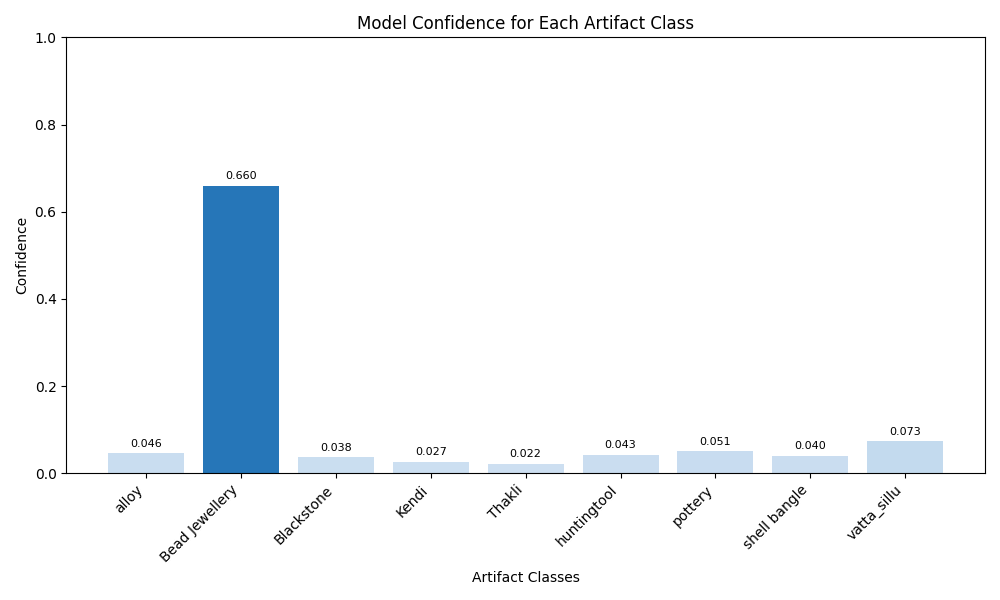 Model Confidence for Each Artifact Class
1.0
0.8
0.6
0.4
0.2
0.0
Confidence
0.046
0.660
0.038
0.027
0.022
0.043
0.051
0.040
0.073
alloy
Bead Jewellery
Blackstone
Kendi
Thakli
huntingtool
pottery
shell bangle
vatta_sillu
Artifact Classes